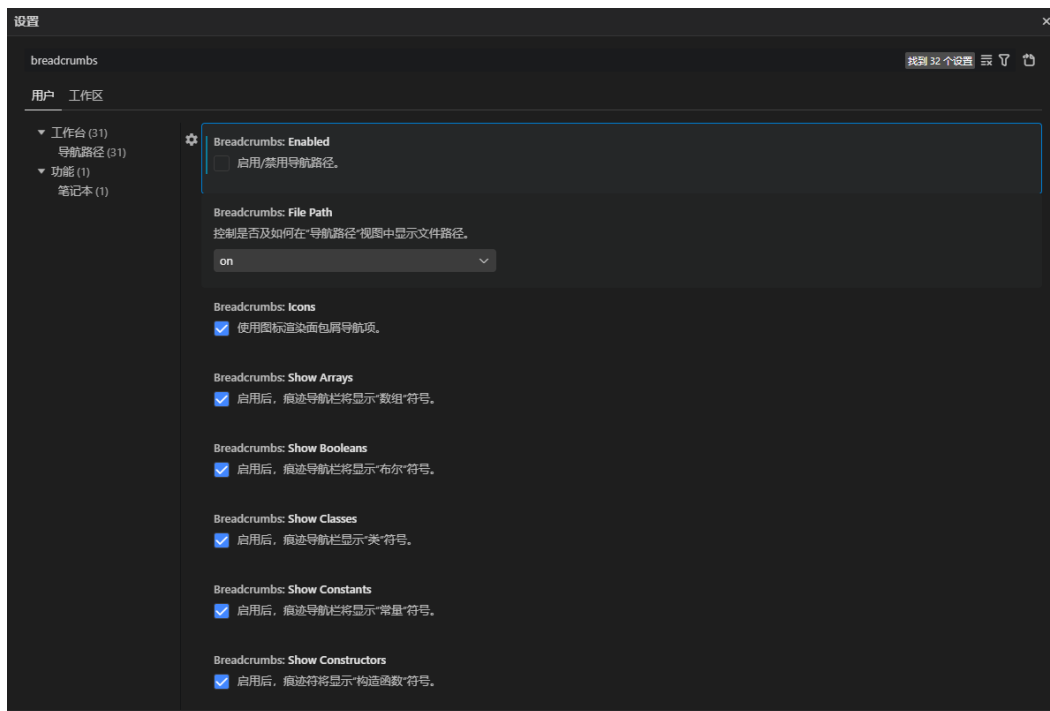 设置
breadcrumbs
找到 32 个设置
用户 工作区
工作台 (31)
导航路径 (31)
功能 (1)
笔记本 (1)
Breadcrumbs: Enabled
启用/禁用导航路径。
Breadcrumbs: File Path
控制是否及如何在“导航路径”视图中显示文件路径。
on
Breadcrumbs: Icons
使用图标渲染面包屑导航项。
Breadcrumbs: Show Arrays
启用后，痕迹导航栏将显示“数组”符号。
Breadcrumbs: Show Booleans
启用后，痕迹导航栏将显示“布尔”符号。
Breadcrumbs: Show Classes
启用后，痕迹导航栏显示“类”符号。
Breadcrumbs: Show Constants
启用后，痕迹导航栏将显示“常量”符号。
Breadcrumbs: Show Constructors
启用后，痕迹符将显示“构造函数”符号。